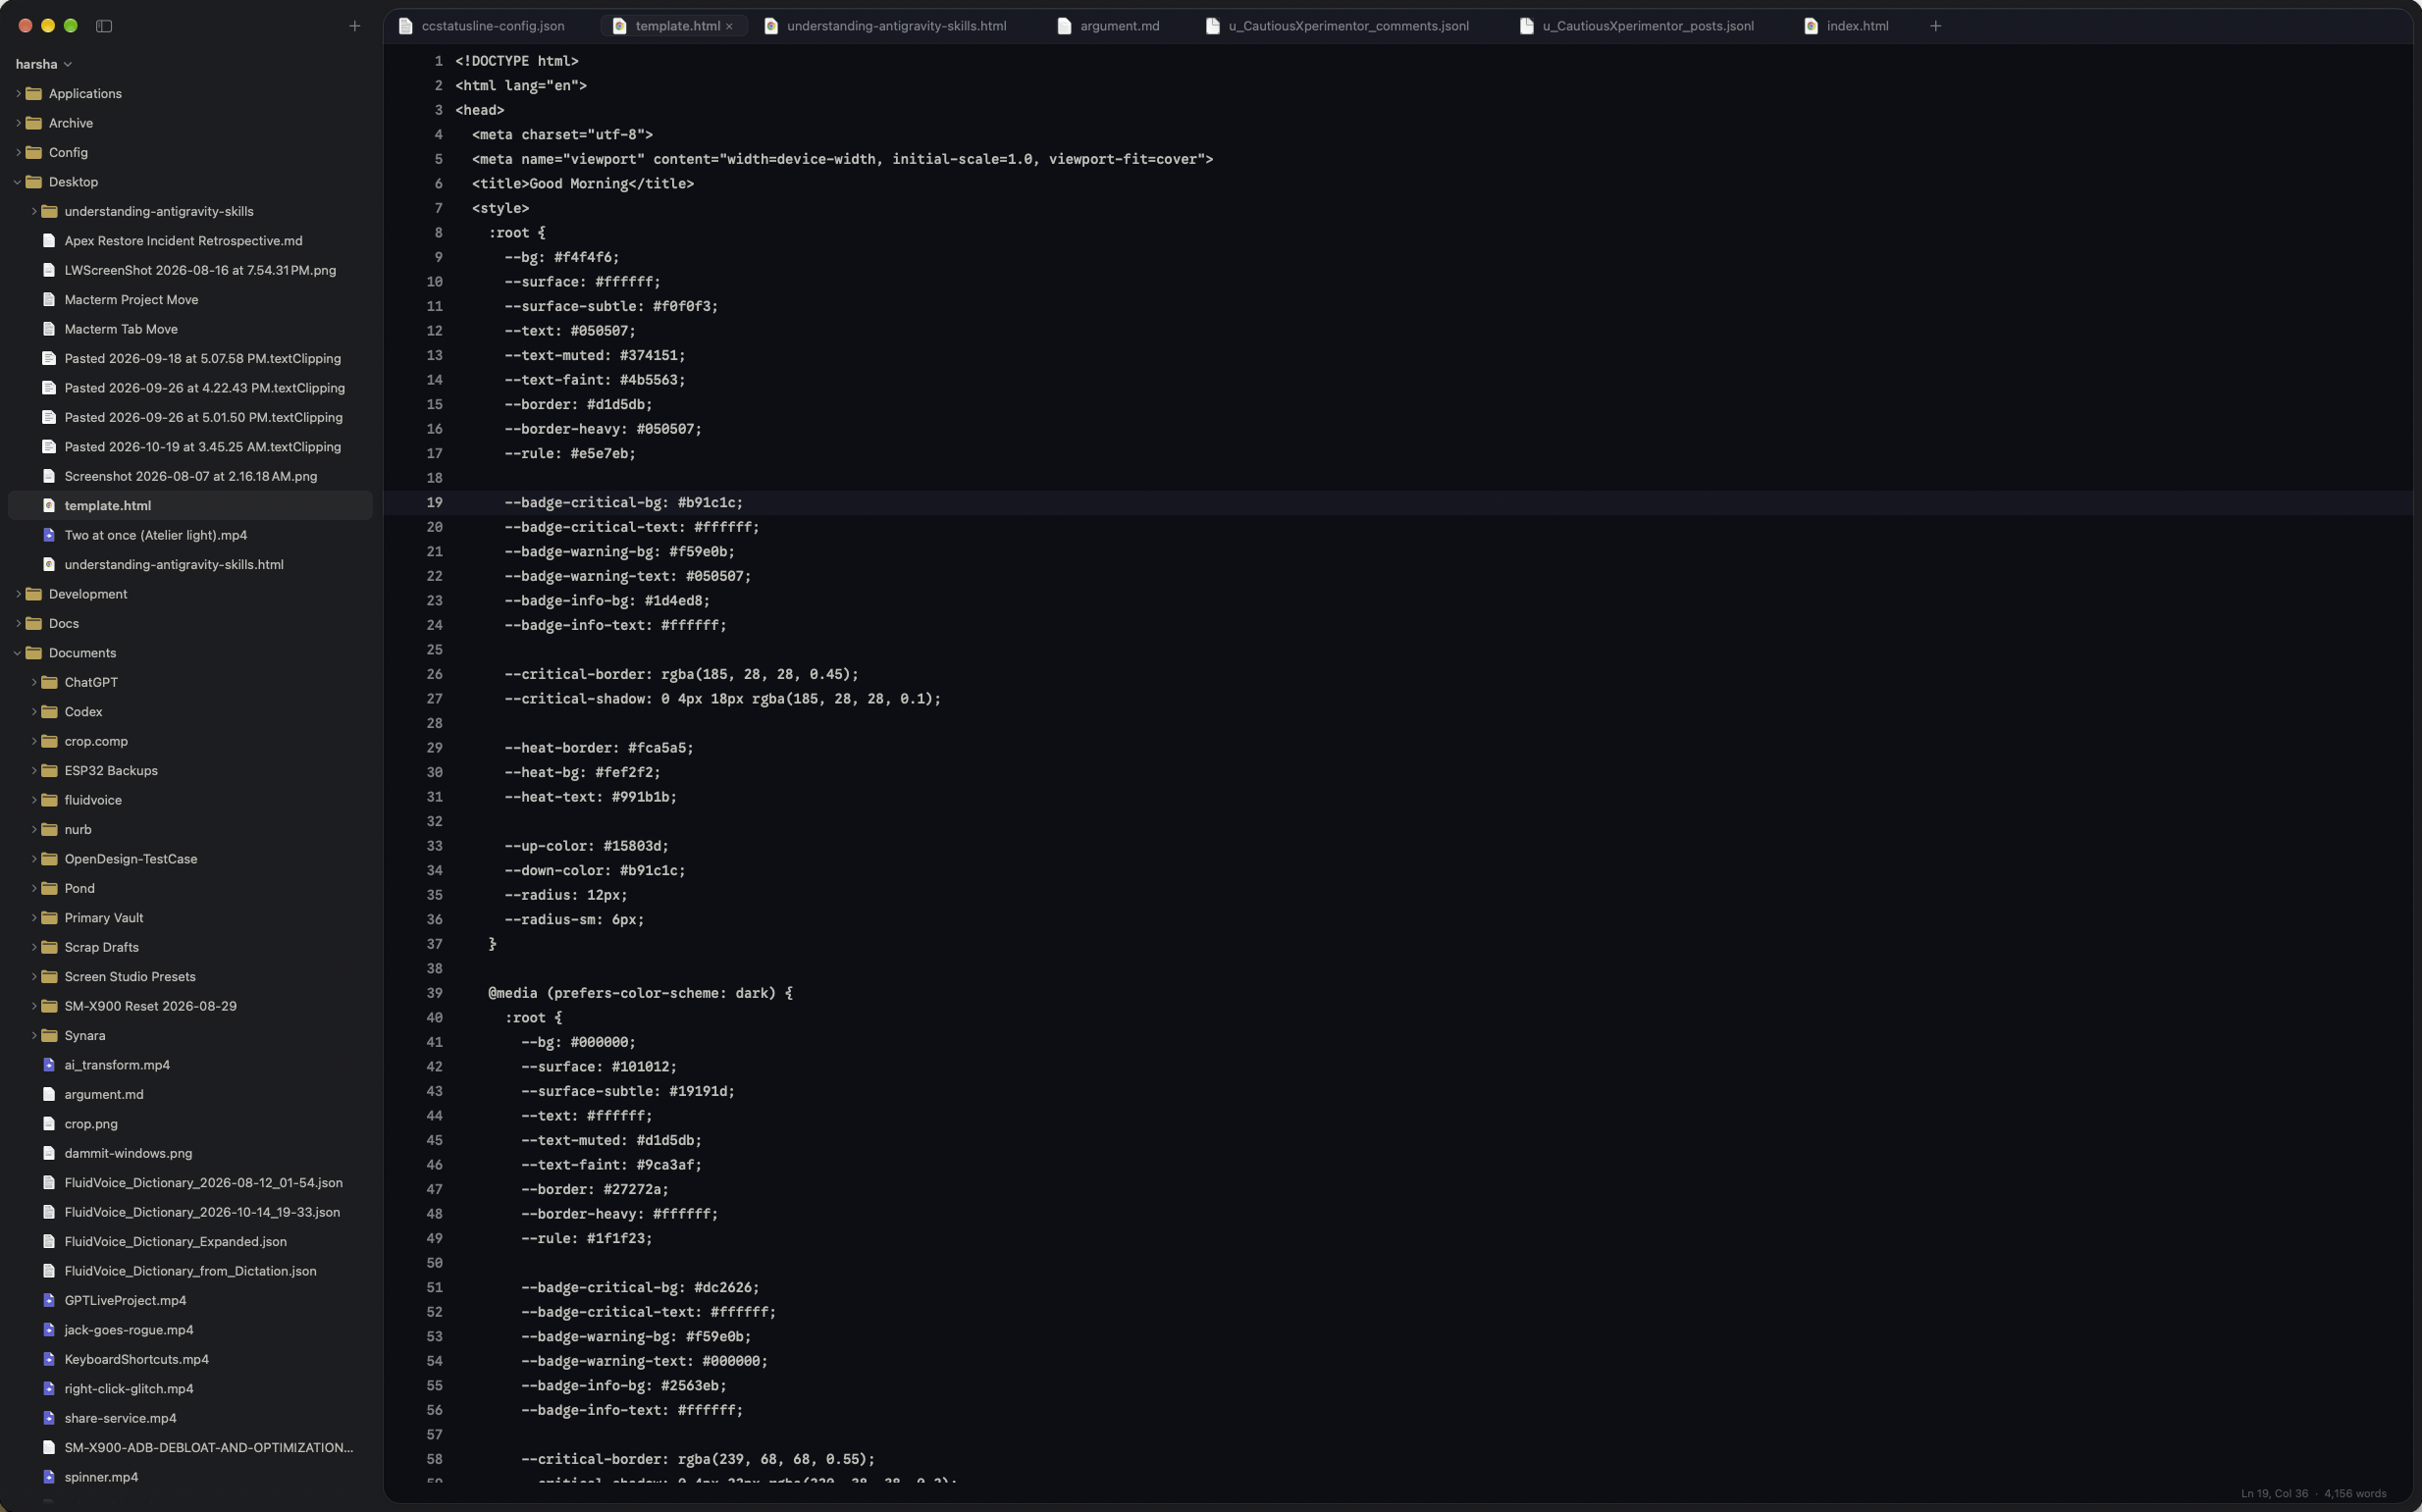 harsha
Applications
Archive
Config
Desktop
understanding-antigravity-skills
Apex Restore Incident Retrospective.md
LWScreenShot 2026-08-16 at 7.54.31 PM.png
Macterm Project Move
Macterm Tab Move
Pasted 2026-09-18 at 5.07.58 PM.textClipping
Pasted 2026-09-26 at 4.22.43 PM.textClipping
Pasted 2026-09-26 at 5.01.50 PM.textClipping
Pasted 2026-10-19 at 3.45.25 AM.textClipping
Screenshot 2026-08-07 at 2.16.18 AM.png
template.html
Two at once (Atelier light).mp4
understanding-antigravity-skills.html
Development
Docs
Documents
ChatGPT
Codex
crop.comp
ESP32 Backups
fluidvoice
nurb
OpenDesign-TestCase
Pond
Primary Vault
Scrap Drafts
Screen Studio Presets
SM-X900 Reset 2026-08-29
Synara
ai_transform.mp4
argument.md
crop.png
dammit-windows.png
FluidVoice_Dictionary_2026-08-12_01-54.json
FluidVoice_Dictionary_2026-10-14_19-33.json
FluidVoice_Dictionary_Expanded.json
FluidVoice_Dictionary_from_Dictation.json
GPTLiveProject.mp4
jack-goes-rogue.mp4
KeyboardShortcuts.mp4
right-click-glitch.mp4
share-service.mp4
SM-X900-ADB-DEBLOAT-AND-OPTIMIZATION...
spinner.mp4
ccstatusline-config.json template.html × understanding-antigravity-skills.html argument.md u_CautiousXperimentor_comments.jsonl u_CautiousXperimentor_posts.jsonl index.html
1 <!DOCTYPE html>
2 <html lang="en">
3 <head>
4 <meta charset="utf-8">
5 <meta name="viewport" content="width=device-width, initial-scale=1.0, viewport-fit=cover">
6 <title>Good Morning</title>
7 <style>
8 :root {
9 --bg: #f4f4f6;
10 --surface: #ffffff;
11 --surface-subtle: #f0f0f3;
12 --text: #050507;
13 --text-muted: #374151;
14 --text-faint: #4b5563;
15 --border: #d1d5db;
16 --border-heavy: #050507;
17 --rule: #e5e7eb;
18
19 --badge-critical-bg: #b91c1c;
20 --badge-critical-text: #ffffff;
21 --badge-warning-bg: #f59e0b;
22 --badge-warning-text: #050507;
23 --badge-info-bg: #1d4ed8;
24 --badge-info-text: #ffffff;
25
26 --critical-border: rgba(185, 28, 28, 0.45);
27 --critical-shadow: 0 4px 18px rgba(185, 28, 28, 0.1);
28
29 --heat-border: #fca5a5;
30 --heat-bg: #fef2f2;
31 --heat-text: #991b1b;
32
33 --up-color: #15803d;
34 --down-color: #b91c1c;
35 --radius: 12px;
36 --radius-sm: 6px;
37 }
38
39 @media (prefers-color-scheme: dark) {
40 :root {
41 --bg: #000000;
42 --surface: #101012;
43 --surface-subtle: #19191d;
44 --text: #ffffff;
45 --text-muted: #d1d5db;
46 --text-faint: #9ca3af;
47 --border: #27272a;
48 --border-heavy: #ffffff;
49 --rule: #1f1f23;
50
51 --badge-critical-bg: #dc2626;
52 --badge-critical-text: #ffffff;
53 --badge-warning-bg: #f59e0b;
54 --badge-warning-text: #000000;
55 --badge-info-bg: #2563eb;
56 --badge-info-text: #ffffff;
57
58 --critical-border: rgba(239, 68, 68, 0.55);
Ln 19, Col 36 · 4,156 words